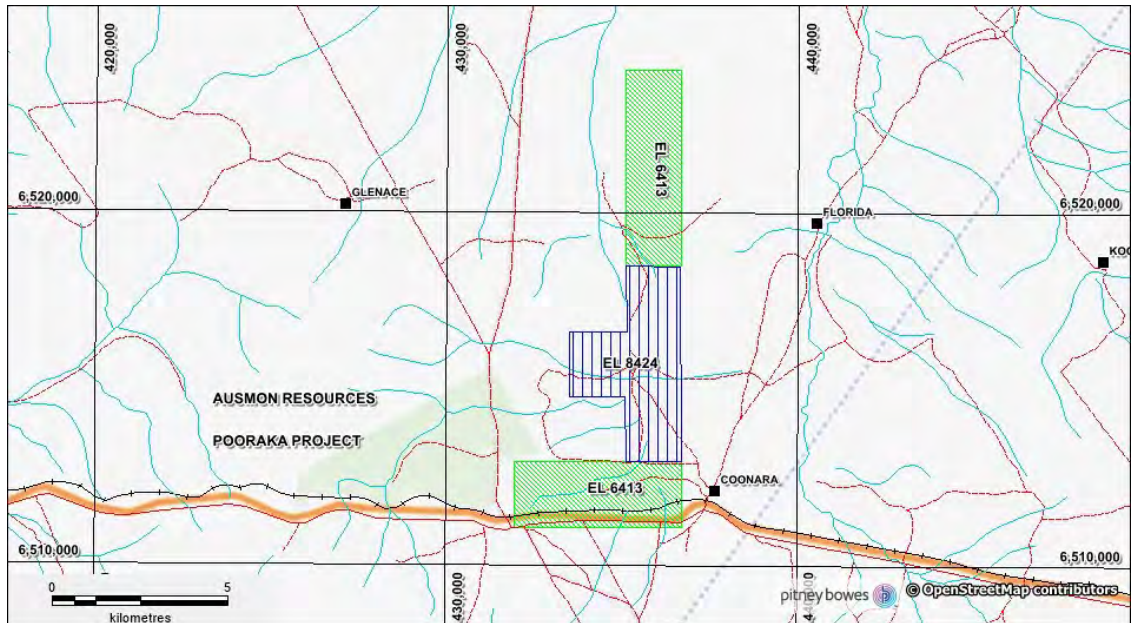 420,000
430,000
440,000
EL 6413
6,520,000
GLENACE
6,520,000
FLORIDA
KOO
EL 8424
AUSMON RESOURCES
POORAKA PROJECT
COONARA
EL 6413
6,510,000
6,510,000
430,000
0 5
kilometres
pitney bowes
© OpenStreetMap contributors